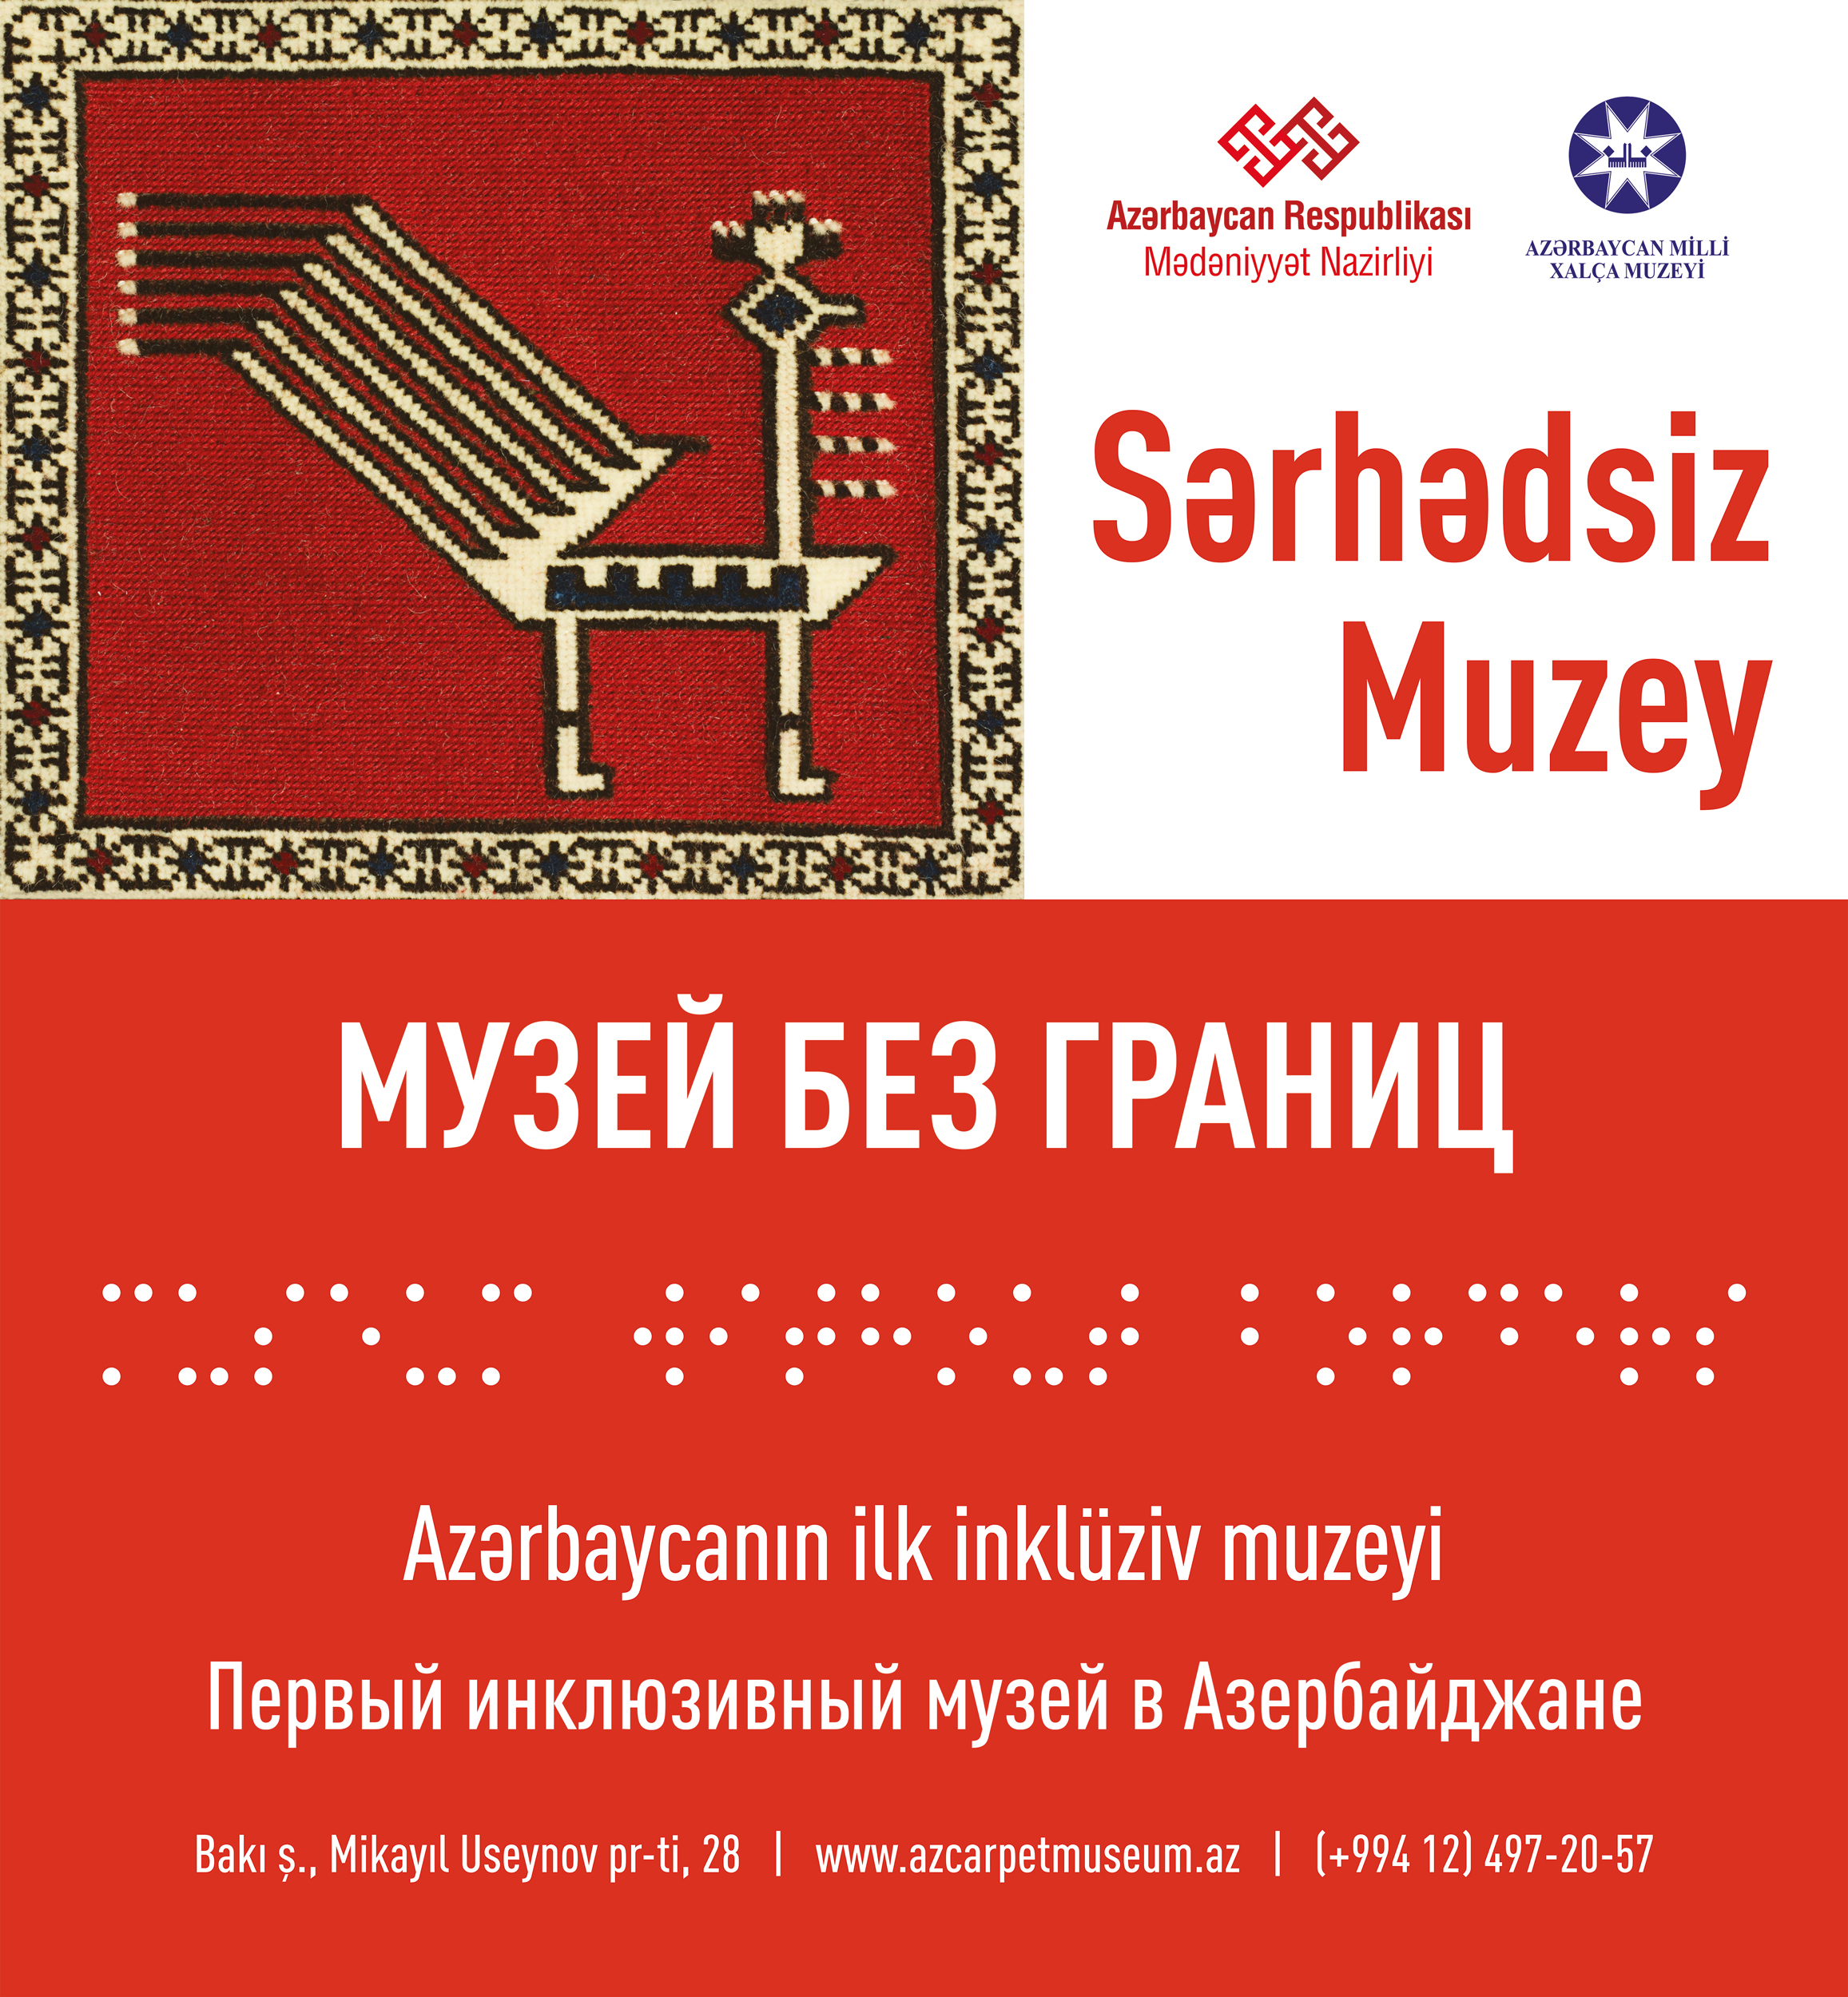 Azərbaycan Respublikası
Mədəniyyət Nazirliyi
AZƏRBAYCAN MİLLİ
XALÇA MUZEYİ
Sərhədsiz
Muzey
МУЗЕЙ БЕЗ ГРАНИЦ
⠍⠥⠎⠑⠥⠍ ⠺⠊⠞⠓⠕⠥⠞ ⠃⠕⠗⠙⠑⠗⠎
Azərbaycanın ilk inklüziv muzeyi
Первый инклюзивный музей в Азербайджане
Bakı ş., Mikayıl Useynov pr-ti, 28 | www.azcarpetmuseum.az | (+994 12) 497-20-57